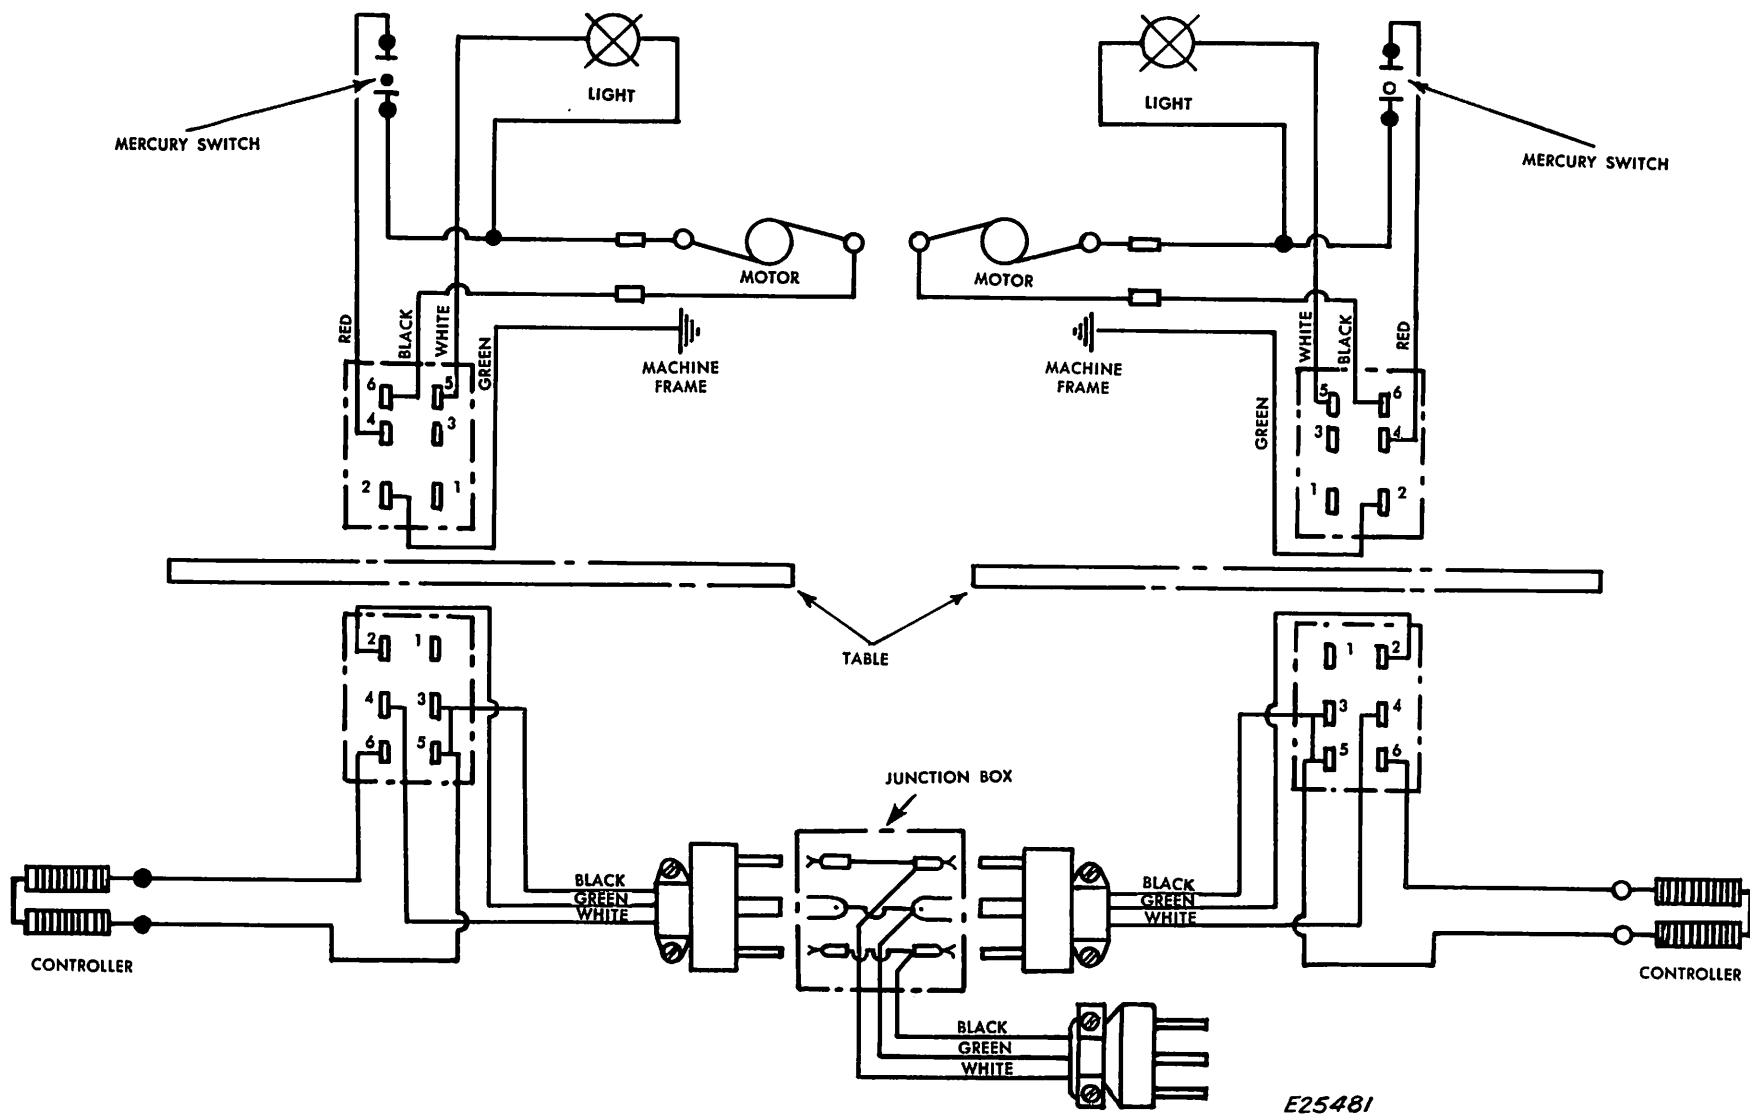 LIGHT
LIGHT
MERCURY SWITCH
MERCURY SWITCH
MOTOR
MOTOR
RED
BLACK
WHITE
GREEN
MACHINE
FRAME
MACHINE
FRAME
GREEN
WHITE
BLACK
RED
6 5
4 3
2 1
5 6
3 4
1 2
TABLE
2 1
4 3
6 5
1 2
3 4
5 6
JUNCTION BOX
BLACK
GREEN
WHITE
BLACK
GREEN
WHITE
CONTROLLER
CONTROLLER
BLACK
GREEN
WHITE
E25481